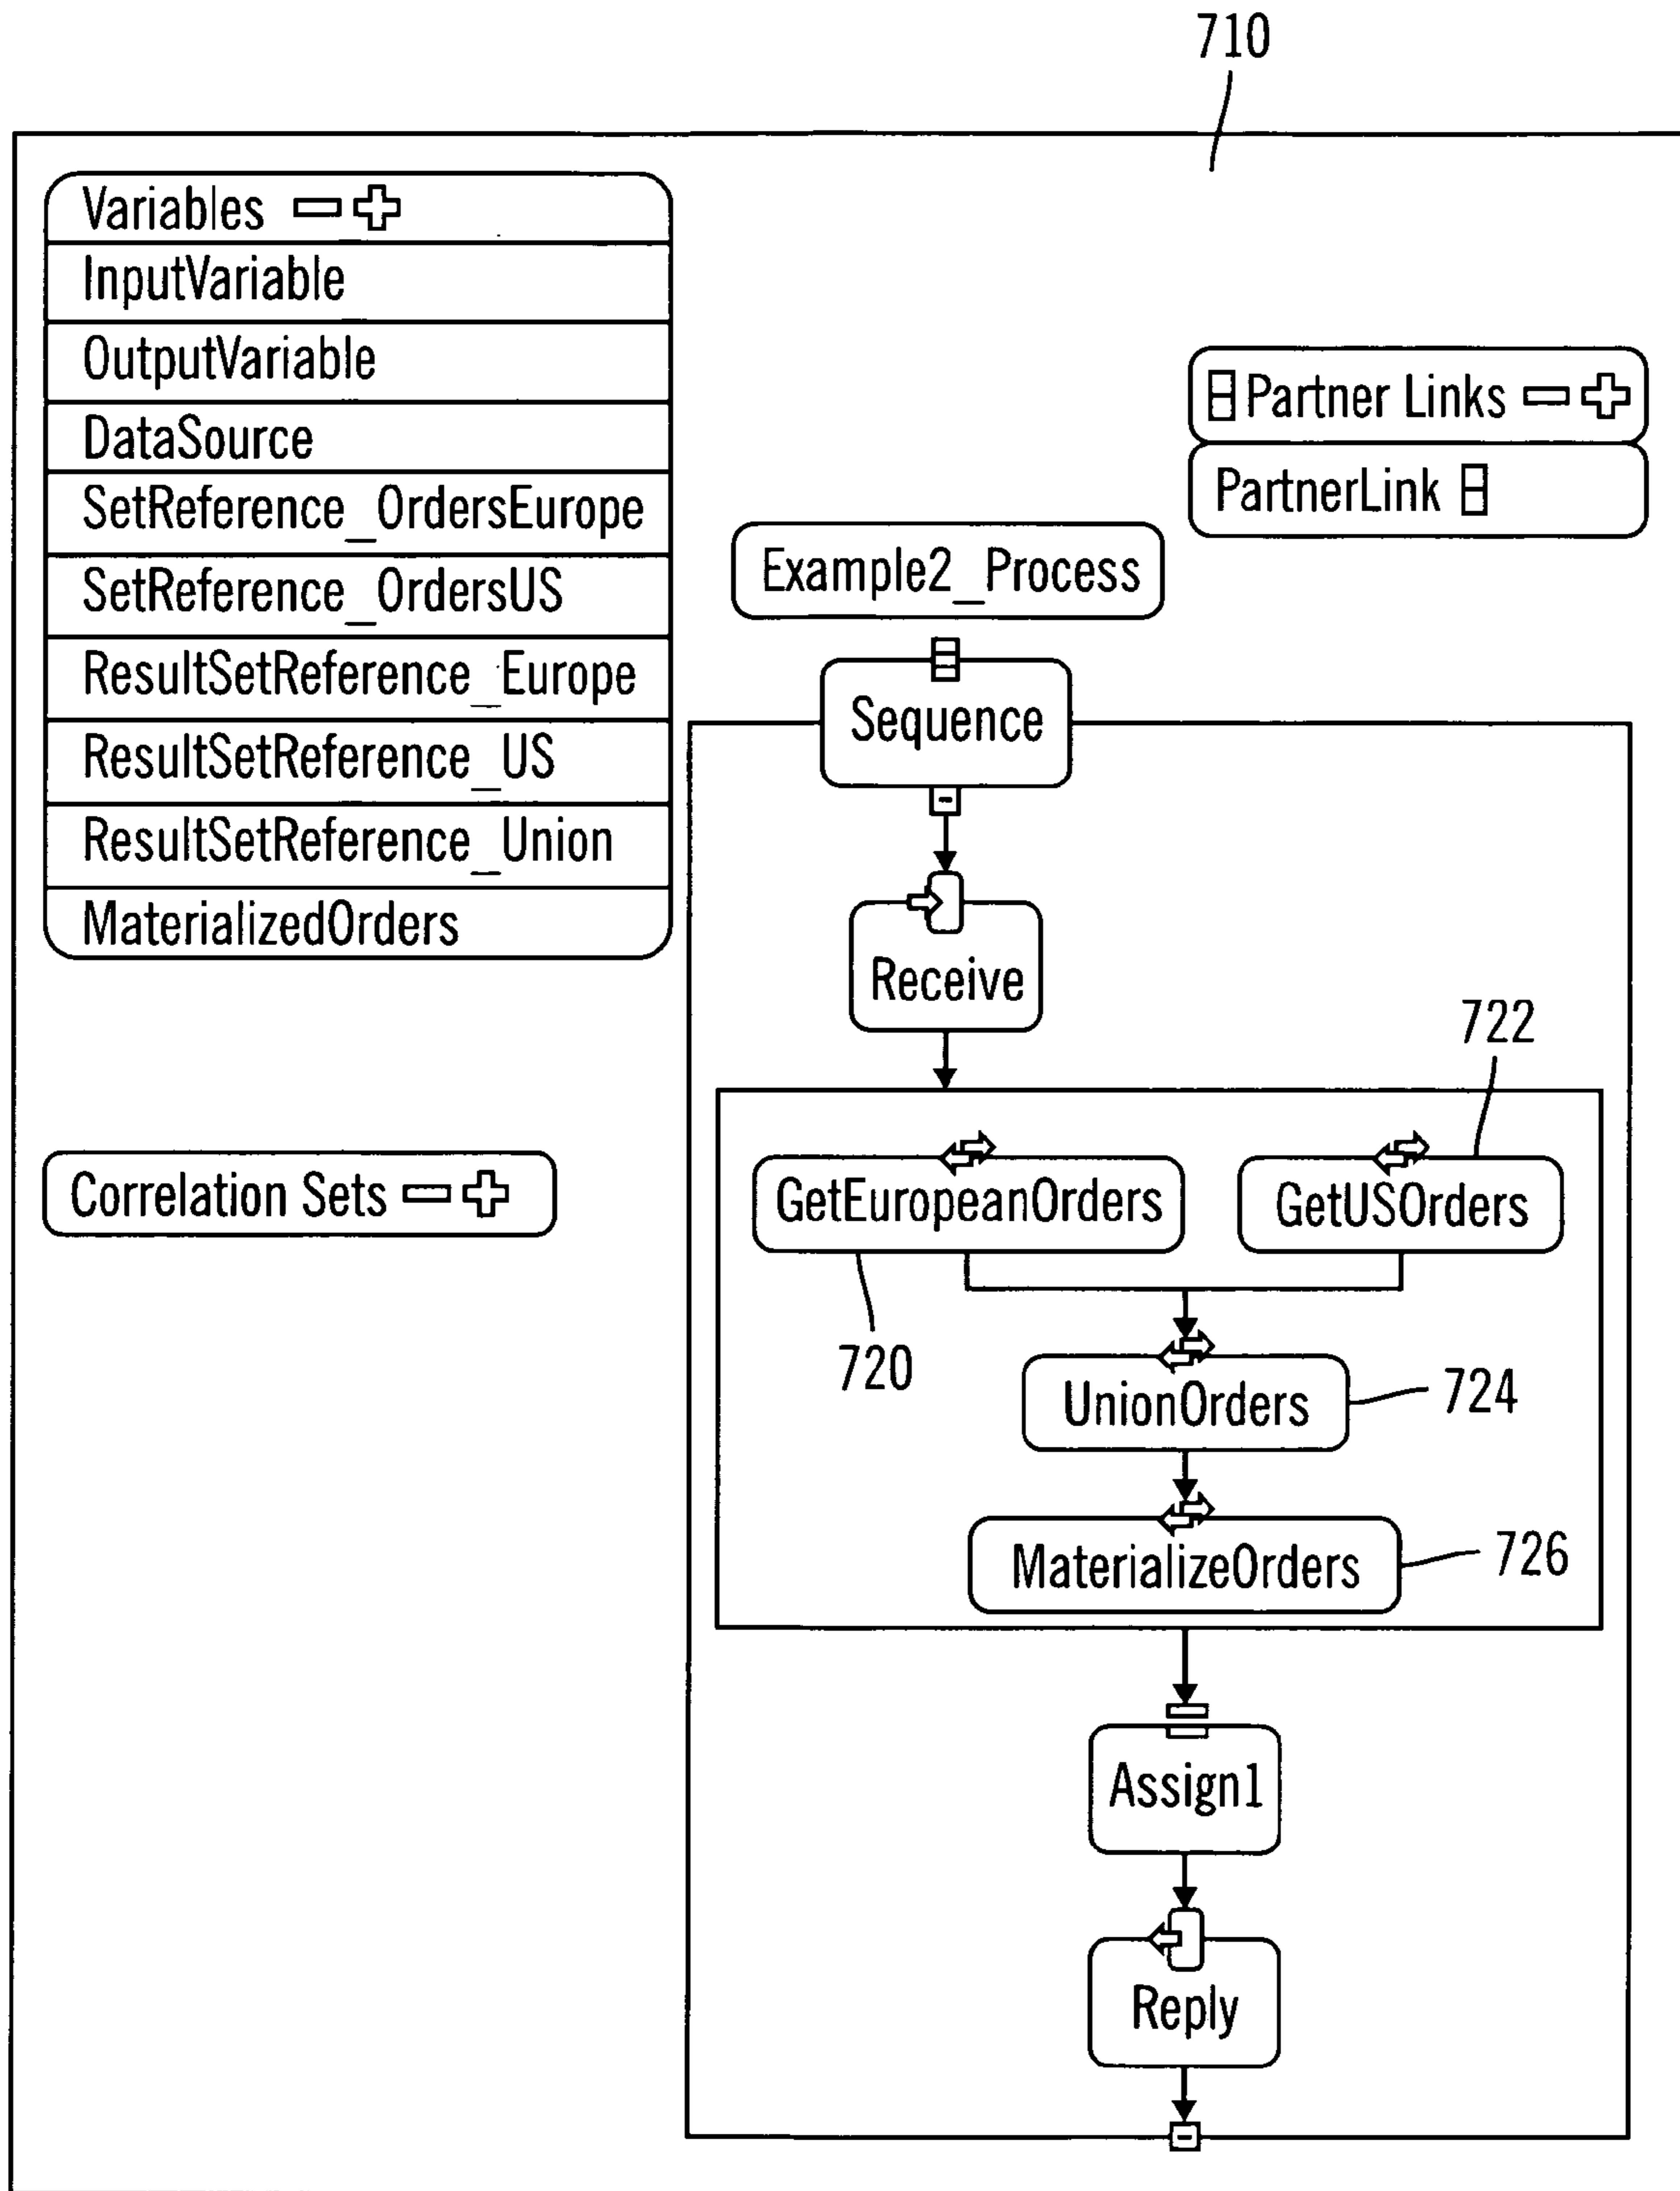 710
Variables
InputVariable
OutputVariable
DataSource
SetReference_OrdersEurope
SetReference_OrdersUS
ResultSetReference_Europe
ResultSetReference_US
ResultSetReference_Union
MaterializedOrders
Correlation Sets
Partner Links
PartnerLink
Example2_Process
Sequence
Receive
722
GetEuropeanOrders
GetUSOrders
720
UnionOrders
724
MaterializeOrders
726
Assign1
Reply